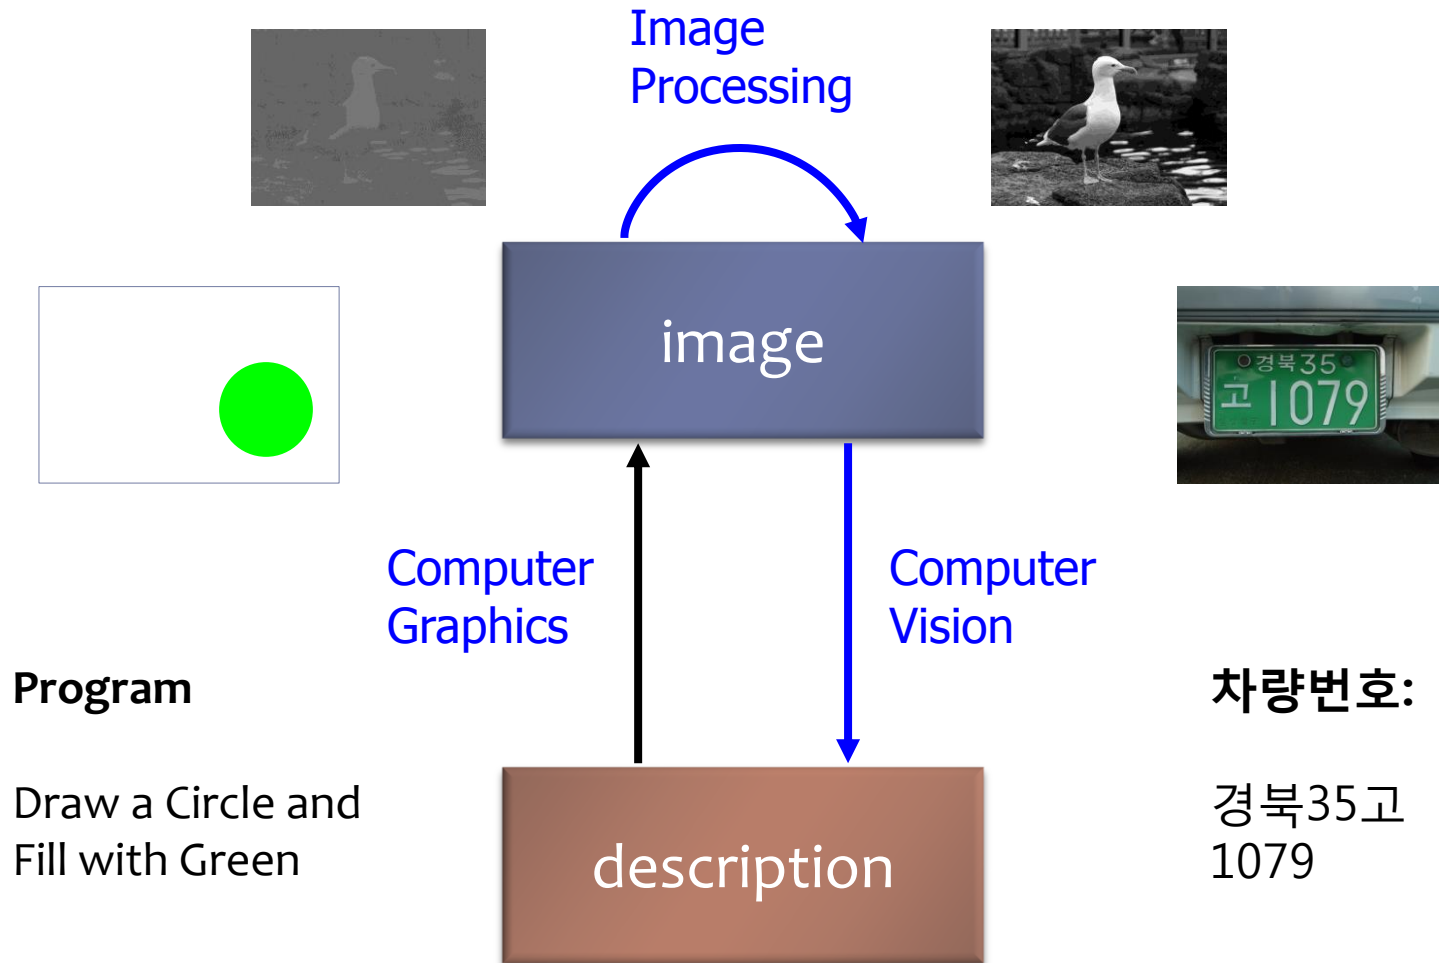 Image
Processing
image
경북35
고 1079
Computer
Graphics
Computer
Vision
Program
Draw a Circle and
Fill with Green
차량번호:
경북35고
1079
description